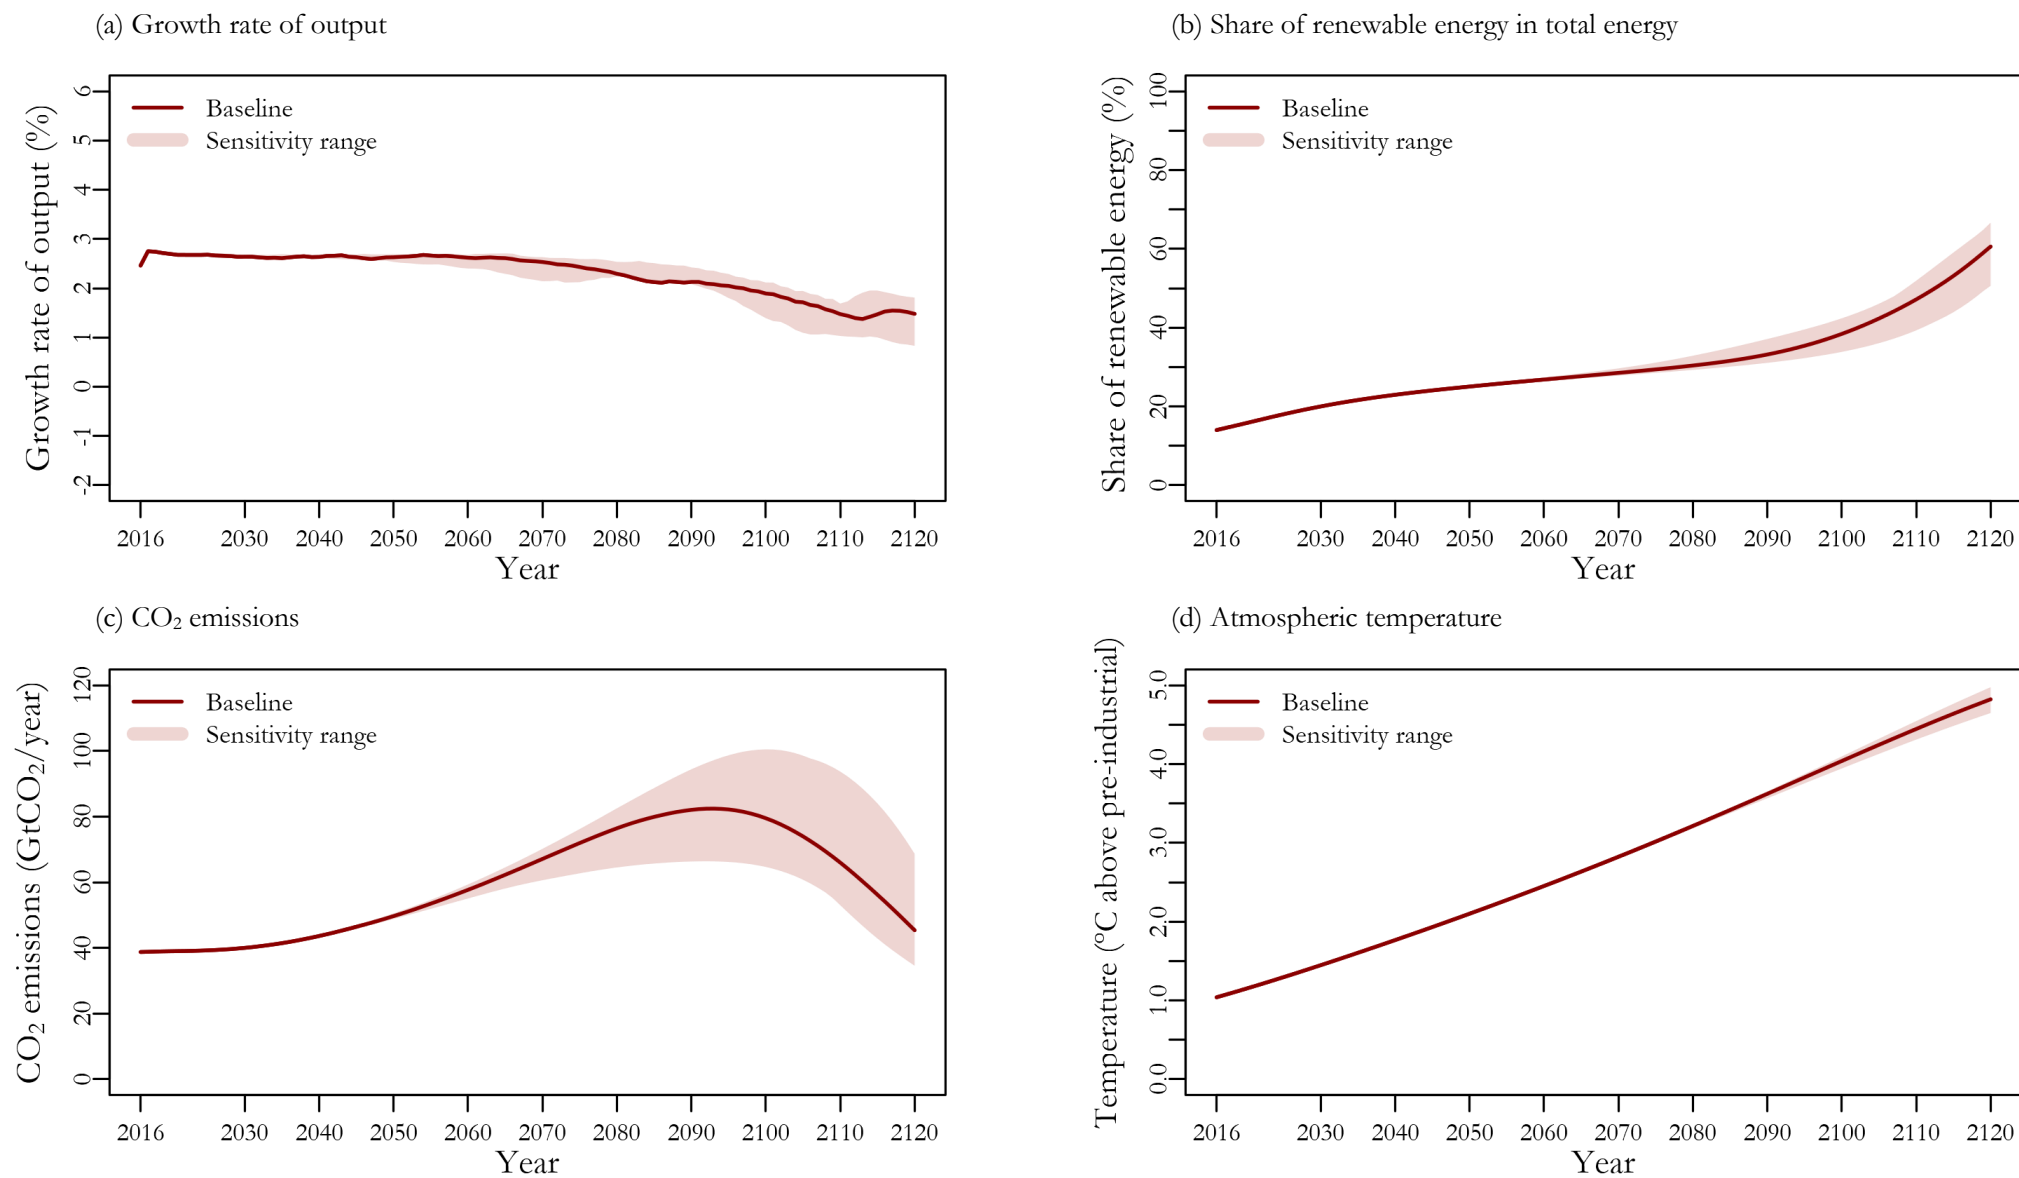 (a) Growth rate of output
Growth rate of output (%)
6
5
4
3
2
1
0
-1
-2
Baseline
Sensitivity range
2016 2030 2040 2050 2060 2070 2080 2090 2100 2110 2120
Year
(b) Share of renewable energy in total energy
Share of renewable energy (%)
100
80
60
40
20
0
Baseline
Sensitivity range
2016 2030 2040 2050 2060 2070 2080 2090 2100 2110 2120
Year
(c) CO₂ emissions
CO₂ emissions (GtCO₂/year)
120
100
80
60
40
20
0
Baseline
Sensitivity range
2016 2030 2040 2050 2060 2070 2080 2090 2100 2110 2120
Year
(d) Atmospheric temperature
Temperature (ºC above pre-industrial)
5.0
4.0
3.0
2.0
1.0
0.0
Baseline
Sensitivity range
2016 2030 2040 2050 2060 2070 2080 2090 2100 2110 2120
Year